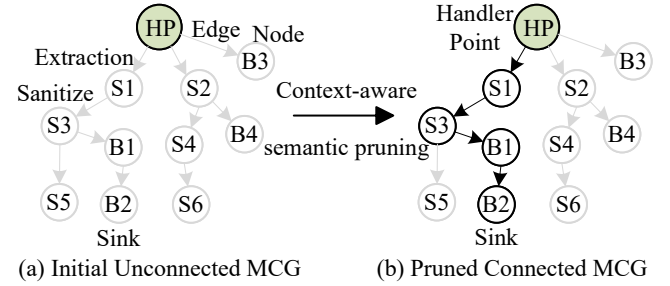 HP
Edge
Node
B3
Extraction
S1
S2
Sanitize
S3
B1
S4
B4
S5
B2
S6
Sink
(a) Initial Unconnected MCG
Context-aware
semantic pruning
Handler
Point
HP
B3
S1
S2
S3
B1
S4
B4
S5
B2
S6
Sink
(b) Pruned Connected MCG